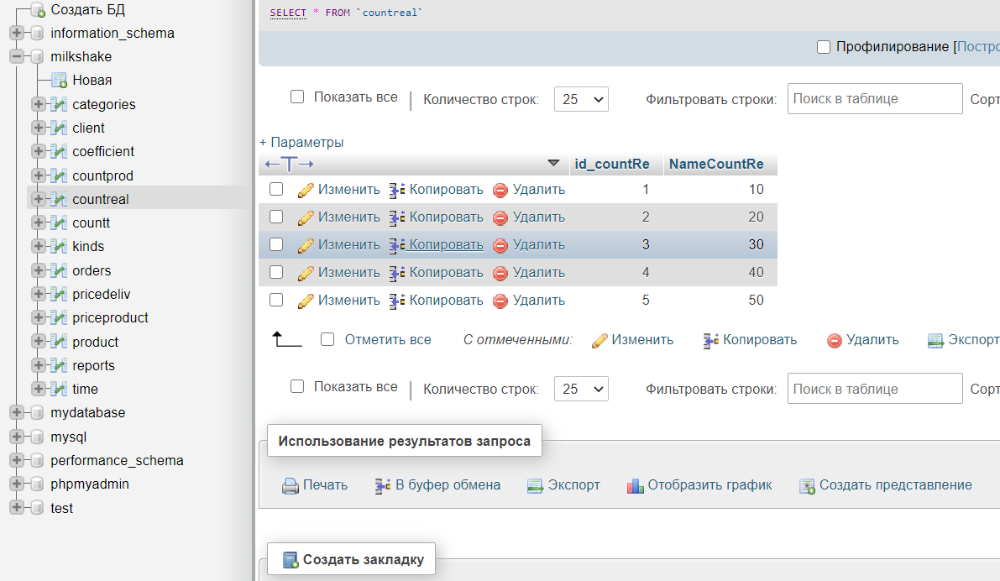 Создать БД
information_schema
milkshake
Новая
categories
client
coefficient
countprod
countreal
countt
kinds
orders
pricedeliv
priceproduct
product
reports
time
mydatabase
mysql
performance_schema
phpmyadmin
test
SELECT * FROM `countreal`
Профилирование [Постро
Показать все | Количество строк: 25 Фильтровать строки: Поиск в таблице Сорт
+ Параметры
←T→ id_countRe NameCountRe
Изменить Копировать Удалить 1 10
Изменить Копировать Удалить 2 20
Изменить Копировать Удалить 3 30
Изменить Копировать Удалить 4 40
Изменить Копировать Удалить 5 50
Отметить все С отмеченными: Изменить Копировать Удалить Экспорт
Показать все | Количество строк: 25 Фильтровать строки: Поиск в таблице Сорт
Использование результатов запроса
Печать В буфер обмена Экспорт Отобразить график Создать представление
Создать закладку